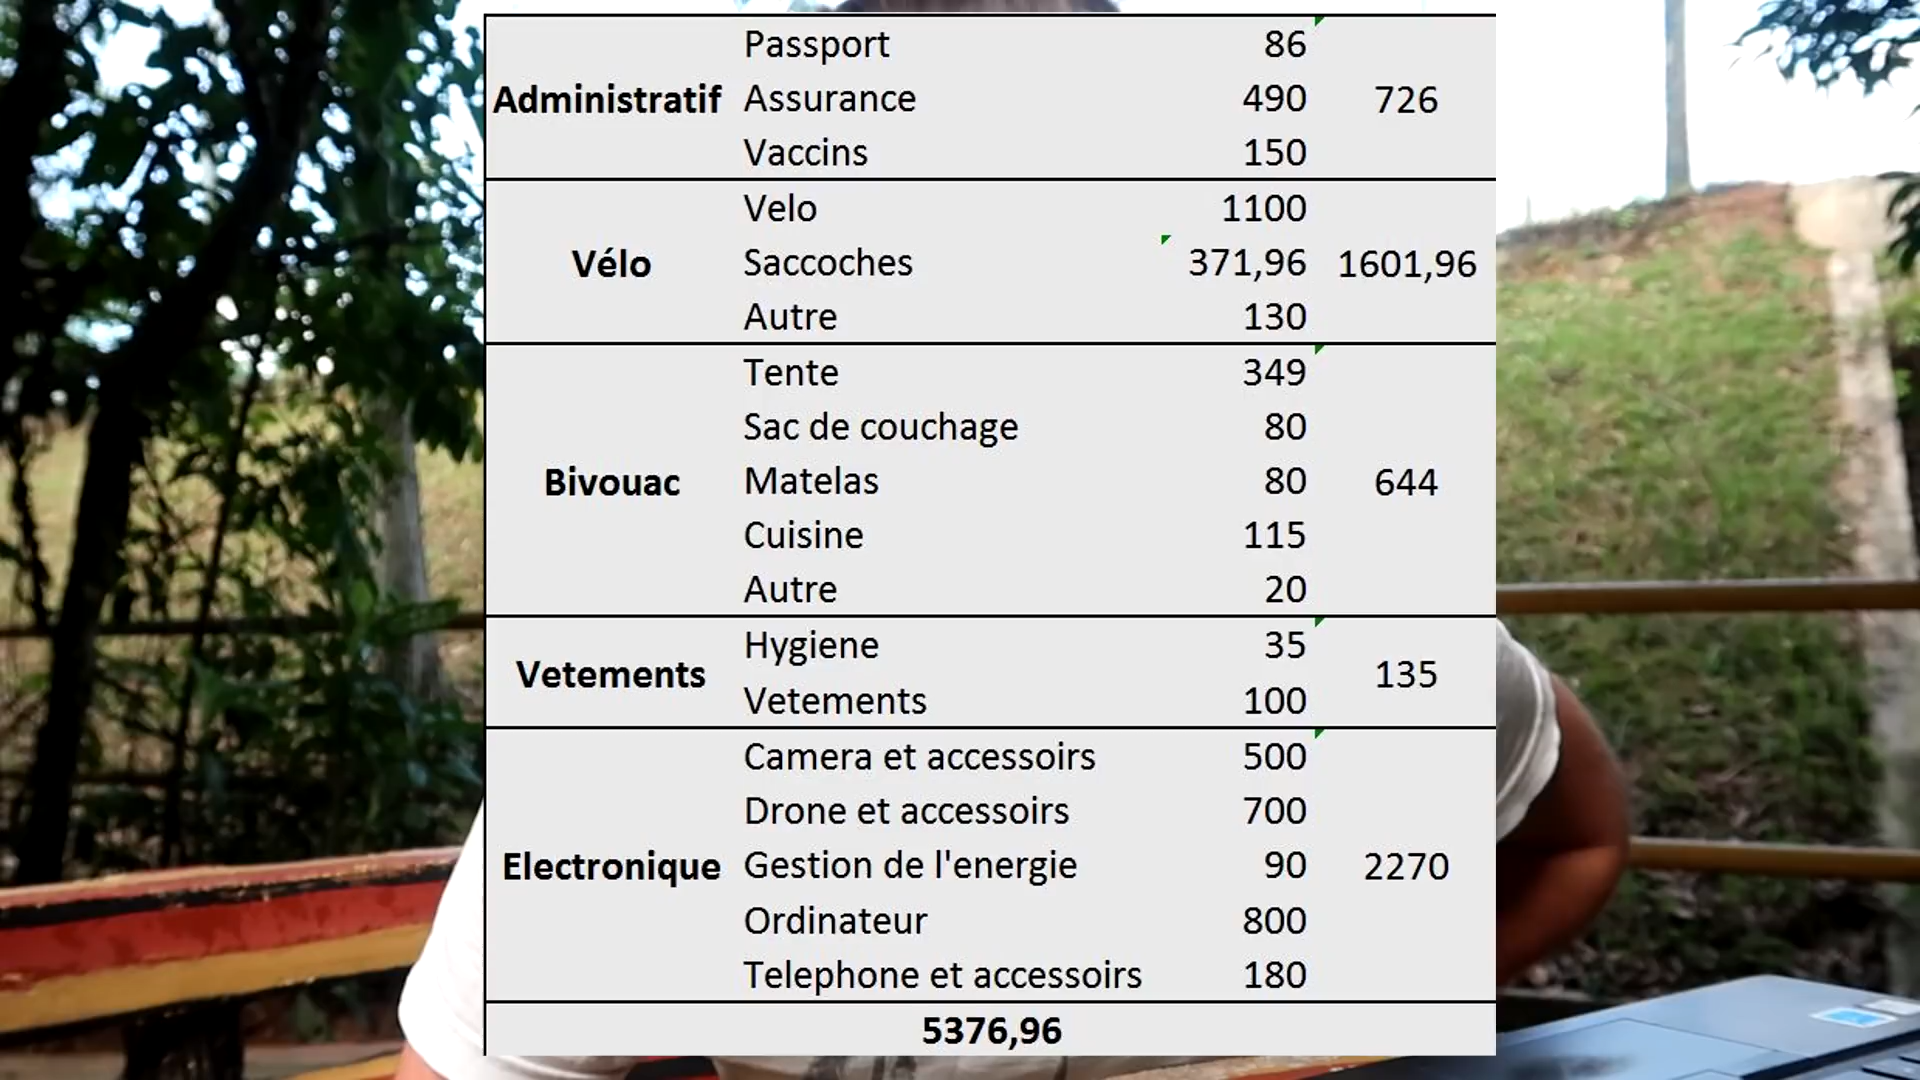 Passport 86
Administratif Assurance 490 726
Vaccins 150
Velo 1100
Vélo Saccoches 371,96 1601,96
Autre 130
Tente 349
Sac de couchage 80
Bivouac Matelas 80 644
Cuisine 115
Autre 20
Hygiene 35
Vetements 135
Vetements 100
Camera et accessoirs 500
Drone et accessoirs 700
Electronique Gestion de l'energie 90 2270
Ordinateur 800
Telephone et accessoirs 180
5376,96